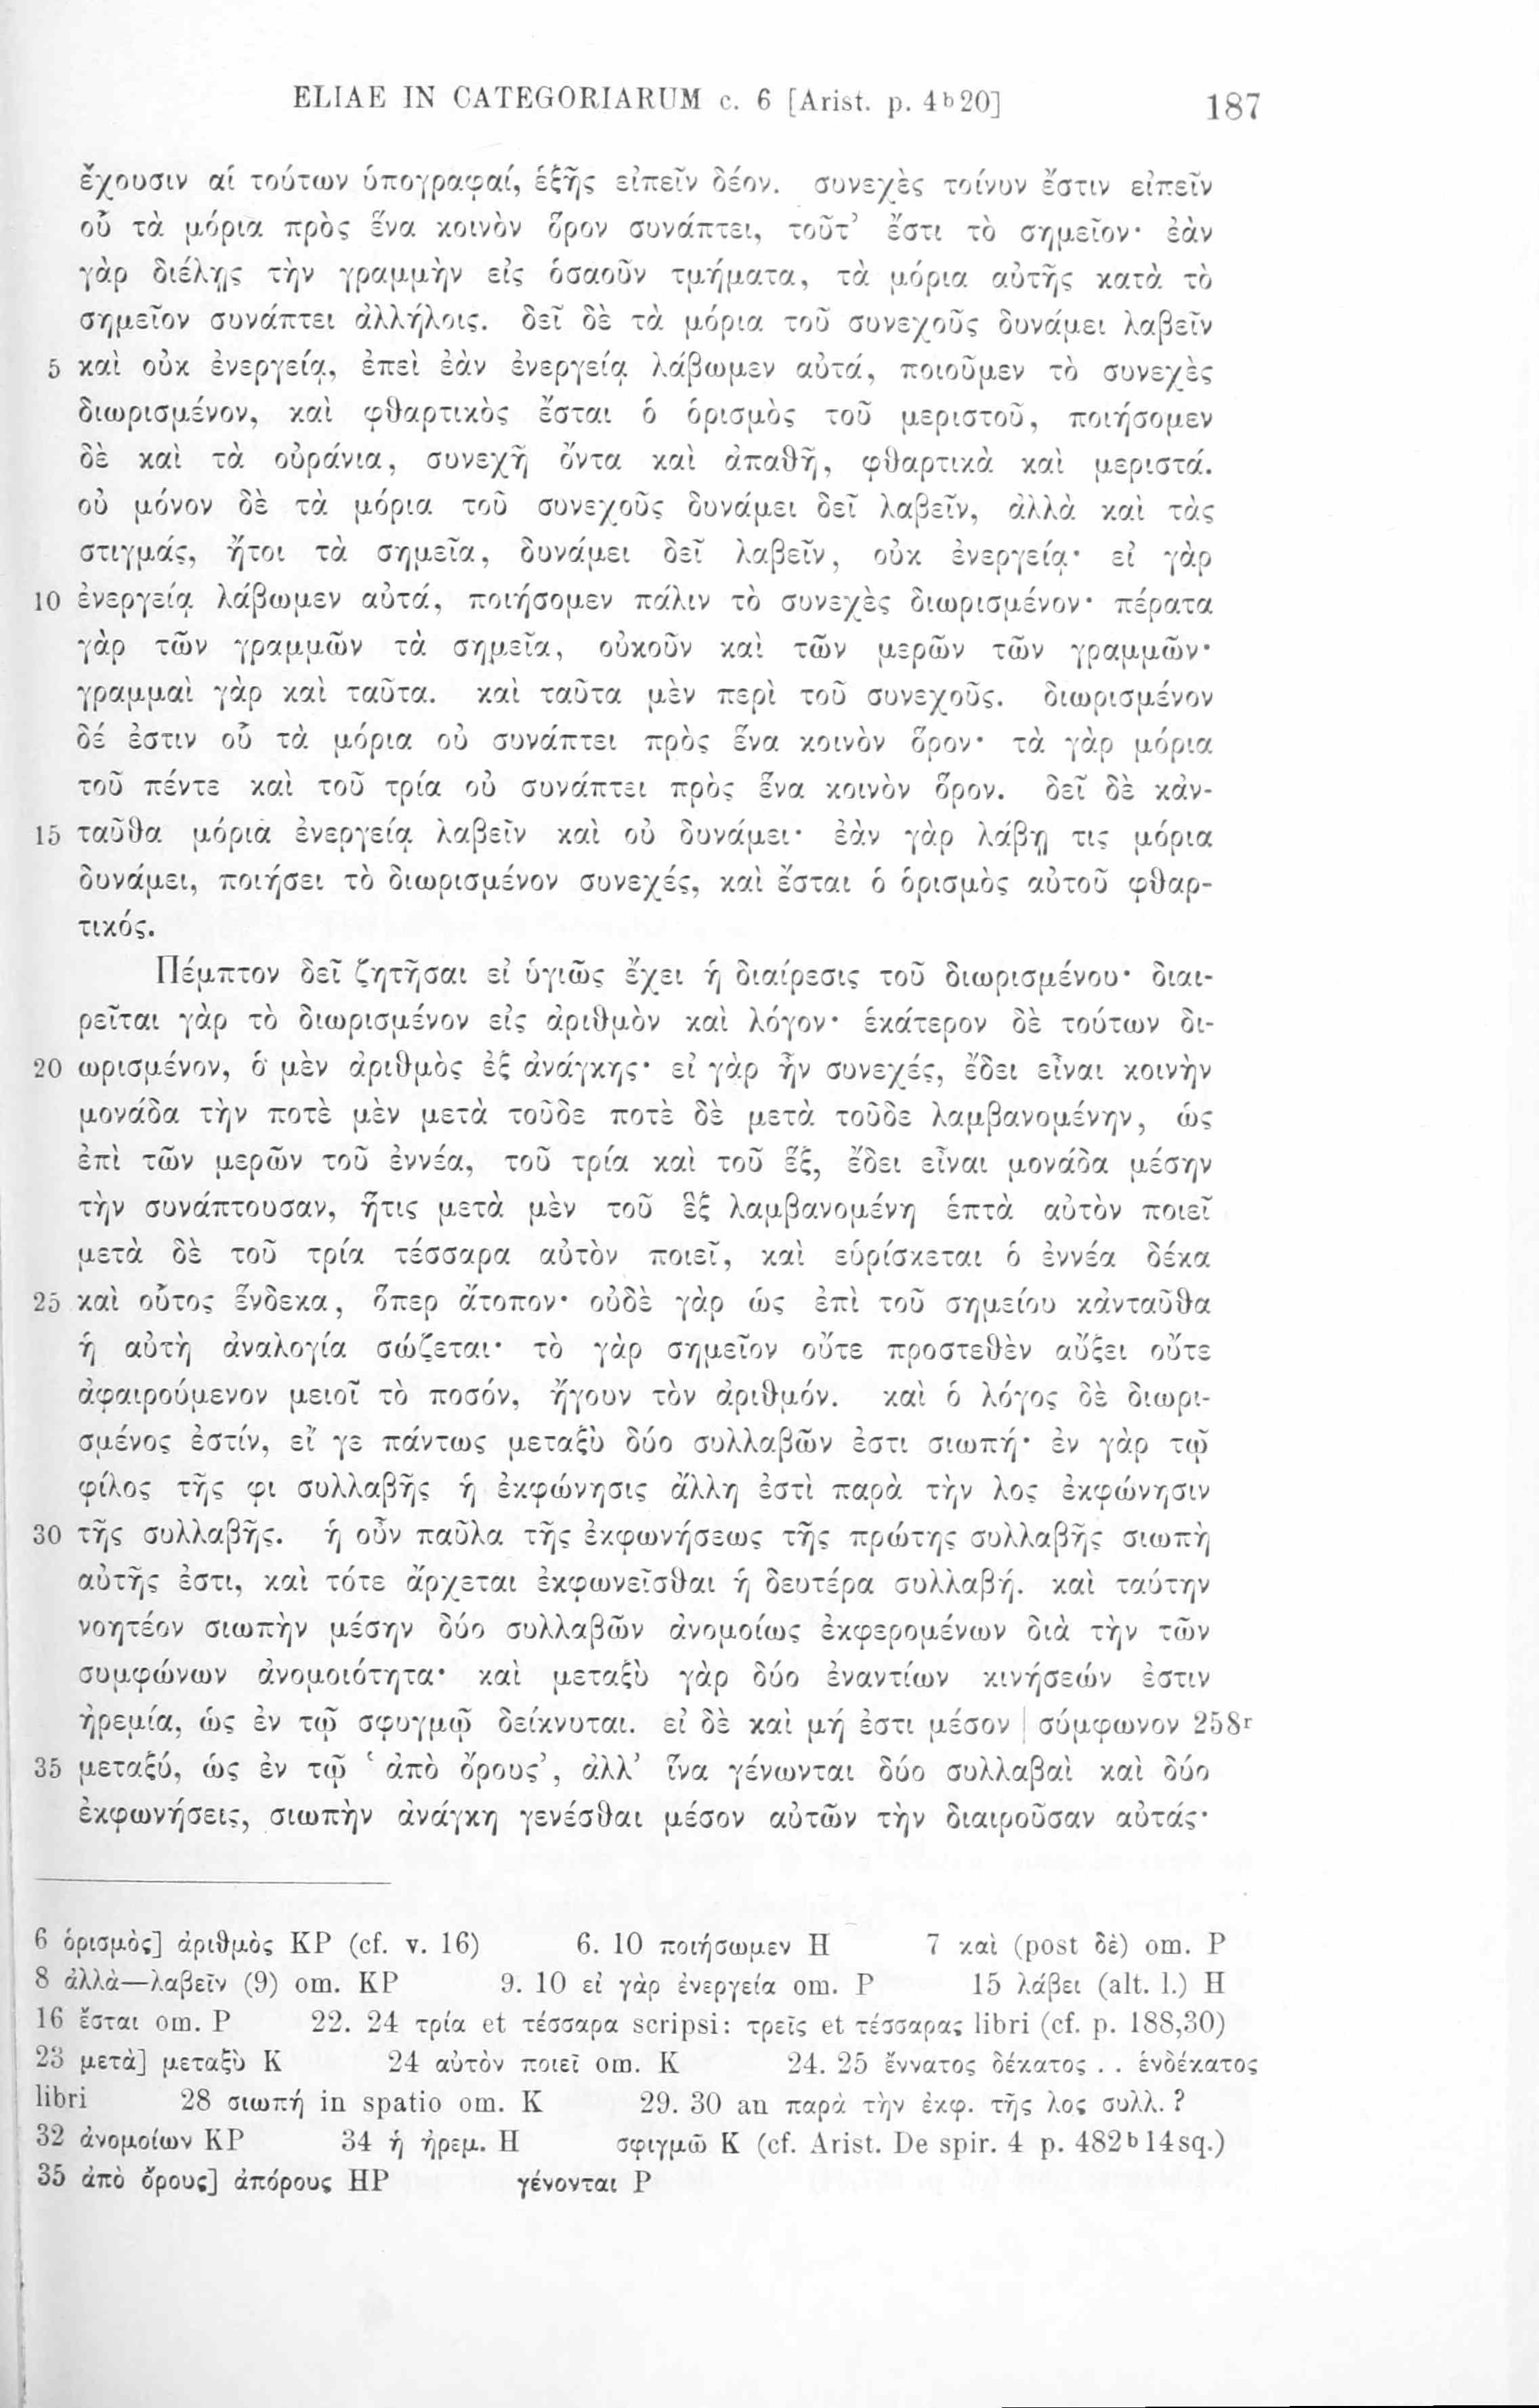 ELIAE IN CATEGORIARUM c. 6 [Arist. p. 4b20] 187
ἔχουσιν αἱ τούτων ὑπογραφαί, ἑξῆς εἰπεῖν δέον. συνεχὲς τοίνυν ἔστιν εἰπεῖν
οὗ τὰ μόρια πρὸς ἕνα κοινὸν ὅρον συνάπτει, τοῦτ’ ἔστι τὸ σημεῖον· ἐὰν
γὰρ διέλῃς τὴν γραμμὴν εἰς ὁσαοῦν τμήματα, τὰ μόρια αὐτῆς κατὰ τὸ
σημεῖον συνάπτει ἀλλήλοις. δεῖ δὲ τὰ μόρια τοῦ συνεχοῦς δυνάμει λαβεῖν
5 καὶ οὐκ ἐνεργείᾳ, ἐπεὶ ἐὰν ἐνεργείᾳ λάβωμεν αὐτά, ποιοῦμεν τὸ συνεχὲς
διωρισμένον, καὶ φθαρτικὸς ἔσται ὁ ὁρισμὸς τοῦ μεριστοῦ, ποιήσομεν
δὲ καὶ τὰ οὐράνια, συνεχῆ ὄντα καὶ ἀπαθῆ, φθαρτικὰ καὶ μεριστά.
οὐ μόνον δὲ τὰ μόρια τοῦ συνεχοῦς δυνάμει δεῖ λαβεῖν, ἀλλὰ καὶ τὰς
στιγμάς, ἤτοι τὰ σημεῖα, δυνάμει δεῖ λαβεῖν, οὐκ ἐνεργείᾳ· εἰ γὰρ
10 ἐνεργείᾳ λάβωμεν αὐτά, ποιήσομεν πάλιν τὸ συνεχὲς διωρισμένον· πέρατα
γὰρ τῶν γραμμῶν τὰ σημεῖα, οὐκοῦν καὶ τῶν μερῶν τῶν γραμμῶν·
γραμμαὶ γὰρ καὶ ταῦτα. καὶ ταῦτα μὲν περὶ τοῦ συνεχοῦς. διωρισμένον
δέ ἐστιν οὗ τὰ μόρια οὐ συνάπτει πρὸς ἕνα κοινὸν ὅρον· τὰ γὰρ μόρια
τοῦ πέντε καὶ τοῦ τρία οὐ συνάπτει πρὸς ἕνα κοινὸν ὅρον. δεῖ δὲ κἀν-
15 ταῦθα μόρια ἐνεργείᾳ λαβεῖν καὶ οὐ δυνάμει· ἐὰν γὰρ λάβῃ τις μόρια
δυνάμει, ποιήσει τὸ διωρισμένον συνεχές, καὶ ἔσται ὁ ὁρισμὸς αὐτοῦ φθαρ-
τικός.
Πέμπτον δεῖ ζητῆσαι εἰ ὑγιῶς ἔχει ἡ διαίρεσις τοῦ διωρισμένου· διαι-
ρεῖται γὰρ τὸ διωρισμένον εἰς ἀριθμὸν καὶ λόγον· ἑκάτερον δὲ τούτων δι-
20 ωρισμένον, ὁ μὲν ἀριθμὸς ἐξ ἀνάγκης· εἰ γὰρ ἦν συνεχές, ἔδει εἶναι κοινὴν
μονάδα τὴν ποτὲ μὲν μετὰ τοῦδε ποτὲ δὲ μετὰ τοῦδε λαμβανομένην, ὡς
ἐπὶ τῶν μερῶν τοῦ ἐννέα, τοῦ τρία καὶ τοῦ ἕξ, ἔδει εἶναι μονάδα μέσην
τὴν συνάπτουσαν, ἥτις μετὰ μὲν τοῦ ἓξ λαμβανομένη ἑπτὰ αὐτὸν ποιεῖ
μετὰ δὲ τοῦ τρία τέσσαρα αὐτὸν ποιεῖ, καὶ εὑρίσκεται ὁ ἐννέα δέκα
25 καὶ οὗτος ἕνδεκα, ὅπερ ἄτοπον· οὐδὲ γὰρ ὡς ἐπὶ τοῦ σημείου κἀνταῦθα
ἡ αὐτὴ ἀναλογία σώζεται· τὸ γὰρ σημεῖον οὔτε προστεθὲν αὔξει οὔτε
ἀφαιρούμενον μειοῖ τὸ ποσόν, ἤγουν τὸν ἀριθμόν. καὶ ὁ λόγος δὲ διωρι-
σμένος ἐστίν, εἴ γε πάντως μεταξὺ δύο συλλαβῶν ἐστι σιωπή· ἐν γὰρ τῷ
φίλος τῆς φι συλλαβῆς ἡ ἐκφώνησις ἄλλη ἐστὶ παρὰ τὴν λος ἐκφώνησιν
30 τῆς συλλαβῆς. ἡ οὖν παῦλα τῆς ἐκφωνήσεως τῆς πρώτης συλλαβῆς σιωπὴ
αὐτῆς ἐστι, καὶ τότε ἄρχεται ἐκφωνεῖσθαι ἡ δευτέρα συλλαβή. καὶ ταύτην
νοητέον σιωπὴν μέσην δύο συλλαβῶν ἀνομοίως ἐκφερομένων διὰ τὴν τῶν
συμφώνων ἀνομοιότητα· καὶ μεταξὺ γὰρ δύο ἐναντίων κινήσεών ἐστιν
ἠρεμία, ὡς ἐν τῷ σφυγμῷ δείκνυται. εἰ δὲ καὶ μή ἐστι μέσον | σύμφωνον 258r
35 μεταξύ, ὡς ἐν τῷ ‘ἀπὸ ὄρους’, ἀλλ’ ἵνα γένωνται δύο συλλαβαὶ καὶ δύο
ἐκφωνήσεις, σιωπὴν ἀνάγκη γενέσθαι μέσον αὐτῶν τὴν διαιροῦσαν αὐτάς·
6 ὁρισμὸς] ἀριθμὸς KP (cf. v. 16) 6. 10 ποιήσωμεν H 7 καὶ (post δὲ) om. P
8 ἀλλὰ—λαβεῖν (9) om. KP 9. 10 εἰ γὰρ ἐνεργεία om. P 15 λάβει (alt. l.) H
16 ἔσται om. P 22. 24 τρία et τέσσαρα scripsi: τρεῖς et τέσσαρας libri (cf. p. 188,30)
23 μετὰ] μεταξὺ K 24 αὐτὸν ποιεῖ om. K 24. 25 ἔννατος δέκατος . . ἑνδέκατος
libri 28 σιωπή in spatio om. K 29. 30 an παρὰ τὴν ἐκφ. τῆς λος συλλ. ?
32 ἀνομοίων KP 34 ἡ ἠρεμ. H σφιγμῶ K (cf. Arist. De spir. 4 p. 482b14sq.)
35 ἀπὸ ὄρους] ἀπόρους HP γένονται P